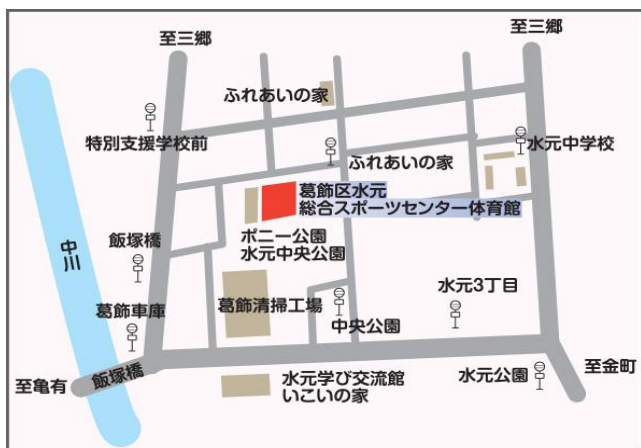 至三郷
至三郷
ふれあいの家
特別支援学校前
ふれあいの家
水元中学校
葛飾区水元
総合スポーツセンター体育館
ポニー公園
水元中央公園
飯塚橋
中川
葛飾清掃工場
水元3丁目
葛飾車庫
中央公園
飯塚橋
至亀有
水元学び交流館
いこいの家
水元公園
至金町